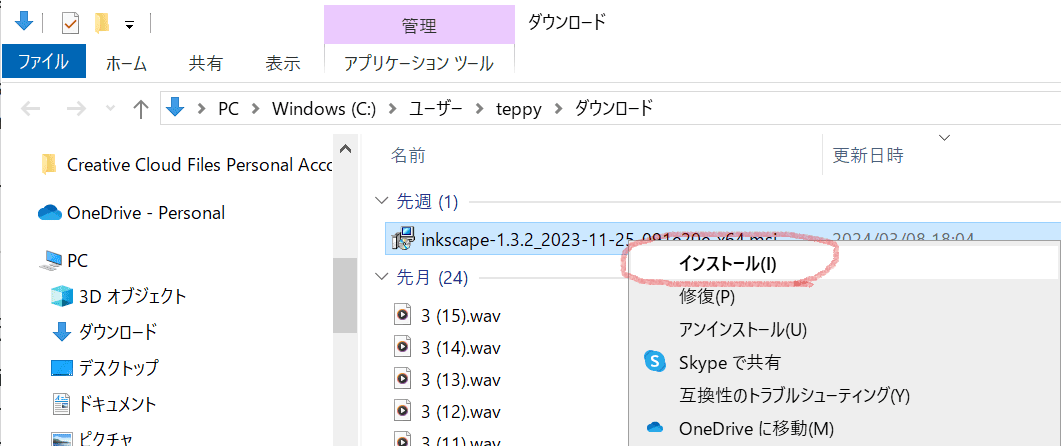 管理
ダウンロード
ファイル
ホーム
共有
表示
アプリケーション ツール
PC
Windows (C:)
ユーザー
teppy
ダウンロード
Creative Cloud Files Personal Acco
OneDrive - Personal
PC
3D オブジェクト
ダウンロード
デスクトップ
ドキュメント
ピクチャ
名前
更新日時
先週 (1)
inkscape-1.3.2_2023-11-25_091e20e-x64.msi
2024/03/08 18:04
先月 (24)
3 (15).wav
3 (14).wav
3 (13).wav
3 (12).wav
3 (11).wav
インストール(I)
修復(P)
アンインストール(U)
Skype で共有
互換性のトラブルシューティング(Y)
OneDrive に移動(M)